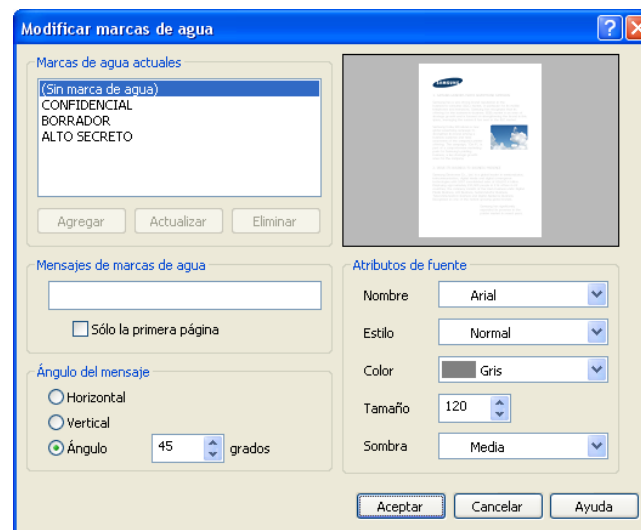 Modificar marcas de agua
Marcas de agua actuales
(Sin marca de agua)
CONFIDENCIAL
BORRADOR
ALTO SECRETO
Agregar Actualizar Eliminar
SAMSUNG
Mensajes de marcas de agua
Sólo la primera página
Ángulo del mensaje
Horizontal
Vertical
Ángulo 45 grados
Atributos de fuente
Nombre Arial
Estilo Normal
Color Gris
Tamaño 120
Sombra Media
Aceptar Cancelar Ayuda